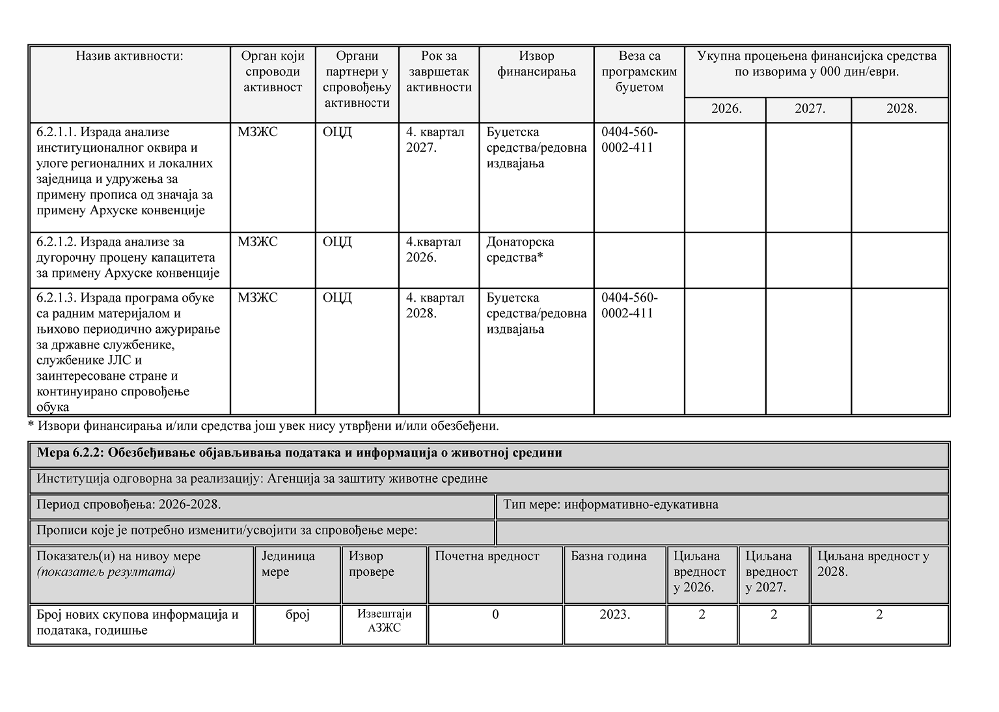 Назив активности:
Орган који
спроводи
активност
Органи
партнери у
спровођењу
активности
Рок за
завршетак
активности
Извор
финансирања
Веза са
програмским
буџетом
Укупна процењена финансијска средства
по изворима у 000 дин/еври.
2026.
2027.
2028.
6.2.1.1. Израда анализе
институционалног оквира и
улоге регионалних и локалних
заједница и удружења за
примену прописа од значаја за
примену Архуске конвенције
МЗЖС
ОЦД
4. квартал
2027.
Буџетска
средства/редовна
издвајања
0404-560-
0002-411
6.2.1.2. Израда анализе за
дугорочну процену капацитета
за примену Архуске конвенције
МЗЖС
ОЦД
4.квартал
2026.
Донаторска
средства*
6.2.1.3. Израда програма обуке
са радним материјалом и
њихово периодично ажурирање
за државне службенике,
службенике ЈЛС и
заинтересоване стране и
континуирано спровођење
обука
МЗЖС
ОЦД
4. квартал
2028.
Буџетска
средства/редовна
издвајања
0404-560-
0002-411
* Извори финансирања и/или средства још увек нису утврђени и/или обезбеђени.
Мера 6.2.2: Обезбеђивање објављивања података и информација о животној средини
Институција одговорна за реализацију: Агенција за заштиту животне средине
Период спровођења: 2026-2028.
Тип мере: информативно-едукативна
Прописи које је потребно изменити/усвојити за спровођење мере:
Показатељ(и) на нивоу мере
(показатељ резултата)
Јединица
мере
Извор
провере
Почетна вредност
Базна година
Циљана
вредност
у 2026.
Циљана
вредност
у 2027.
Циљана вредност у
2028.
Број нових скупова информација и
података, годишње
број
Извештаји
АЗЖС
0
2023.
2
2
2